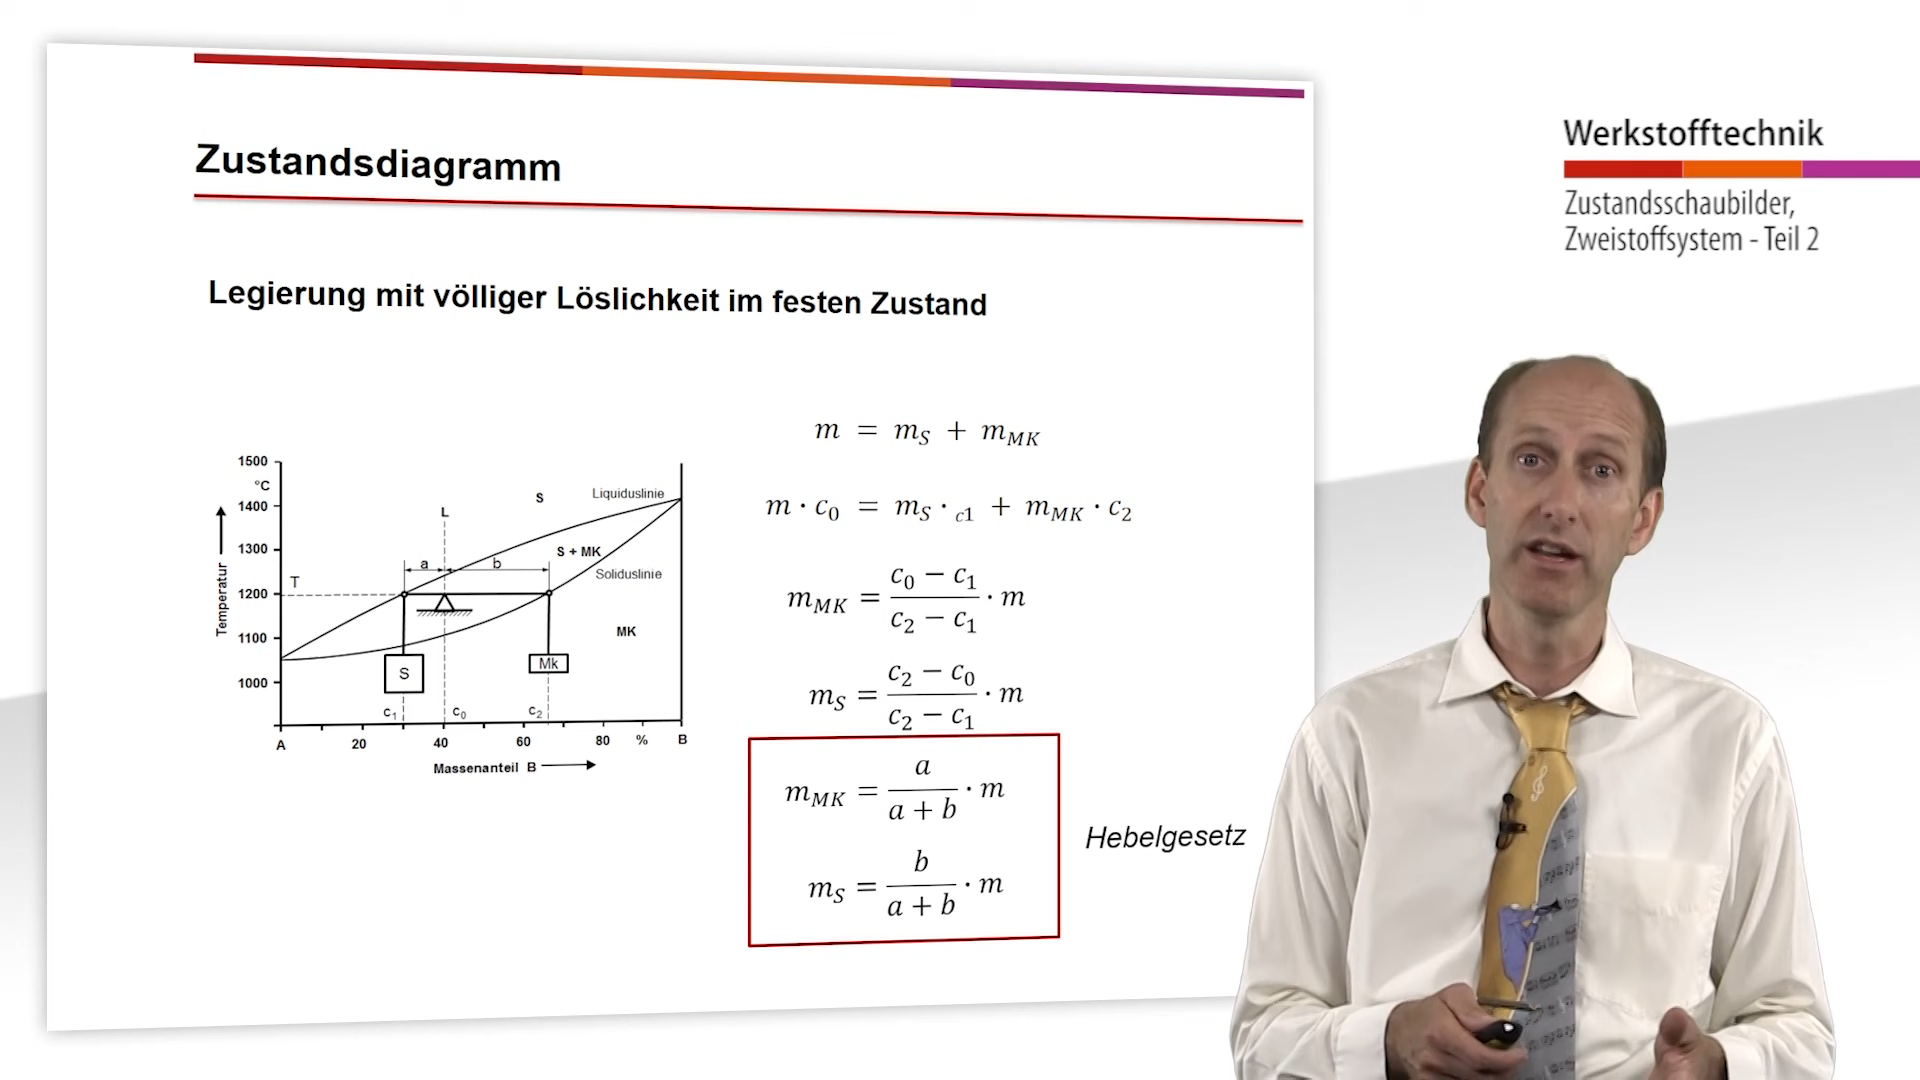 Zustandsdiagramm
Legierung mit völliger Löslichkeit im festen Zustand
1500
°C
1400
1300
1200
1100
1000
Temperatur
T
L
S
Liquiduslinie
S + MK
Soliduslinie
MK
a
b
S
Mk
c₁
c₀
c₂
A
20
40
60
80
%
B
Massenanteil B
m = m_S + m_MK
m · c₀ = m_S · c1 + m_MK · c₂
m_MK = (c₀ − c₁)/(c₂ − c₁) · m
m_S = (c₂ − c₀)/(c₂ − c₁) · m
m_MK = a/(a + b) · m
m_S = b/(a + b) · m
Hebelgesetz
Werkstofftechnik
Zustandsschaubilder,
Zweistoffsystem - Teil 2